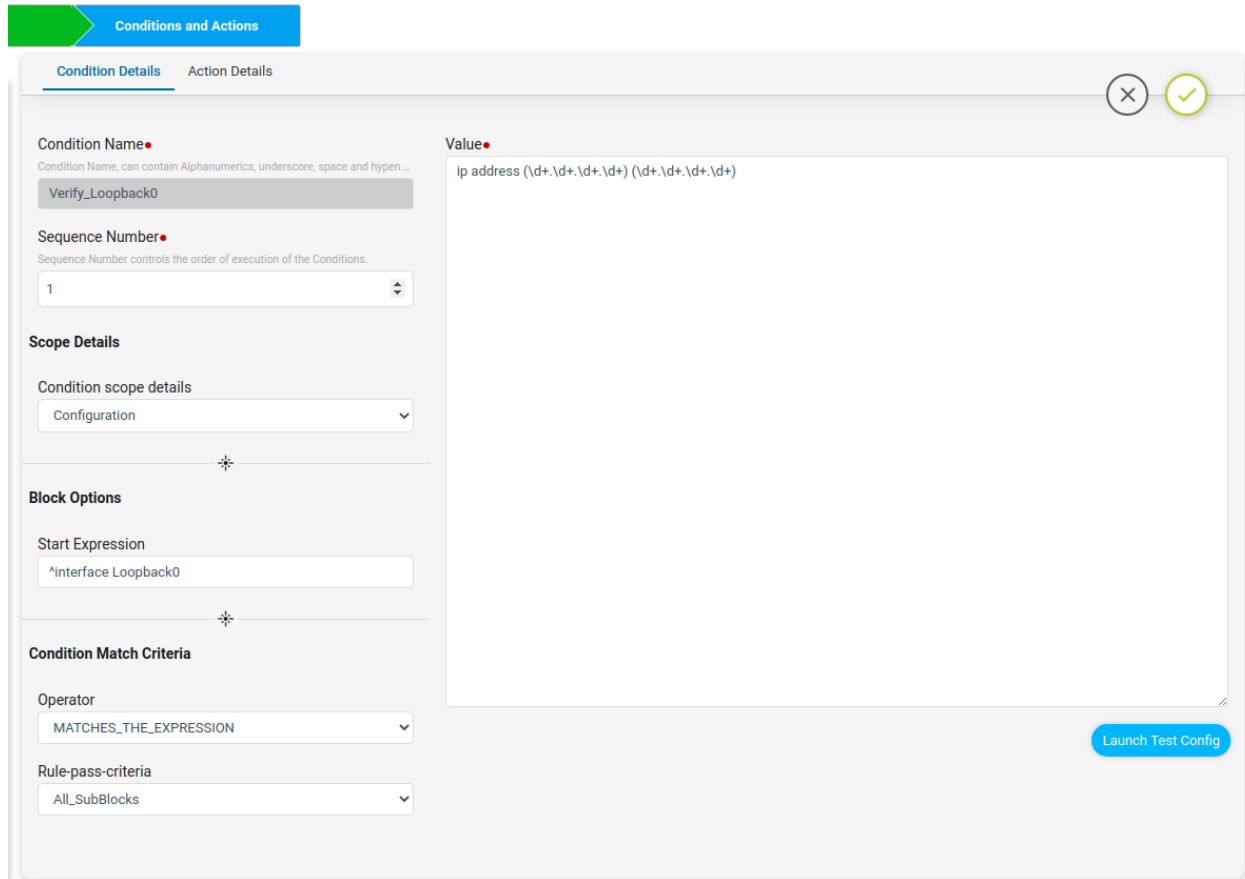 Conditions and Actions
Condition Details
Action Details
Condition Name●
Condition Name, can contain Alphanumerics, underscore, space and hypen ...
Verify_Loopback0
Sequence Number●
Sequence Number controls the order of execution of the Conditions.
1
Scope Details
Condition scope details
Configuration
Block Options
Start Expression
^interface Loopback0
Condition Match Criteria
Operator
MATCHES_THE_EXPRESSION
Rule-pass-criteria
All_SubBlocks
Value●
ip address (\d+.\d+.\d+.\d+) (\d+.\d+.\d+.\d+)
Launch Test Config